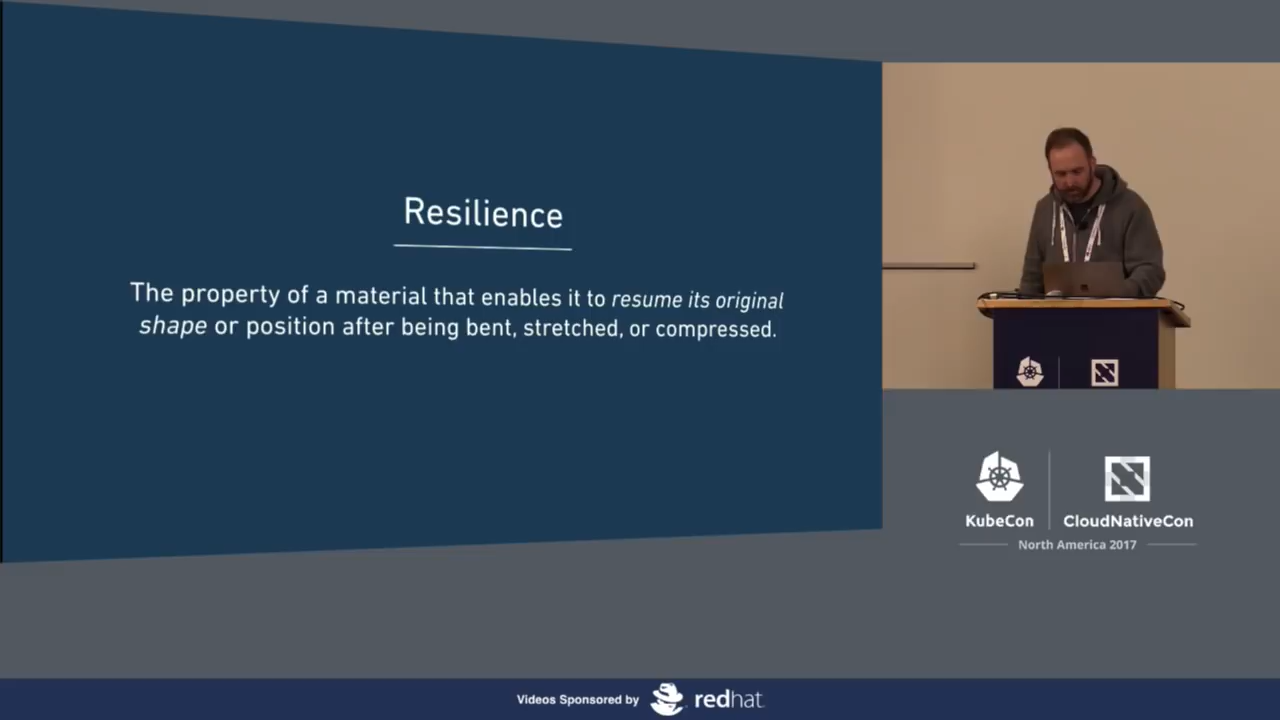 Resilience
The property of a material that enables it to resume its original
shape or position after being bent, stretched, or compressed.
KubeCon
CloudNativeCon
North America 2017
Videos Sponsored by redhat.